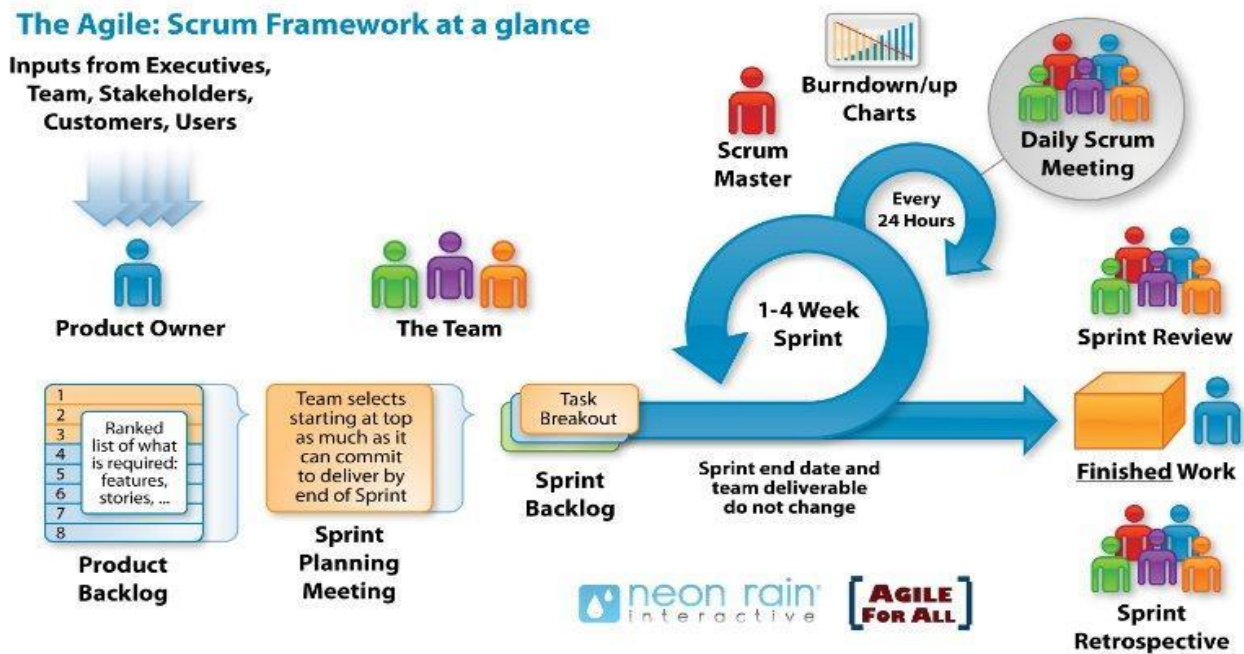 The Agile: Scrum Framework at a glance
Inputs from Executives,
Team, Stakeholders,
Customers, Users
Product Owner
The Team
Scrum
Master
Burndown/up
Charts
Daily Scrum
Meeting
Every
24 Hours
1-4 Week
Sprint
Sprint Review
1
2
3
4
5
6
7
8
Ranked
list of what
is required:
features,
stories, ...
Product
Backlog
Team selects
starting at top
as much as it
can commit
to deliver by
end of Sprint
Sprint
Planning
Meeting
Task
Breakout
Sprint
Backlog
Sprint end date and
team deliverable
do not change
Finished Work
Sprint
Retrospective
neon rain
interactive
AGILE
FOR ALL